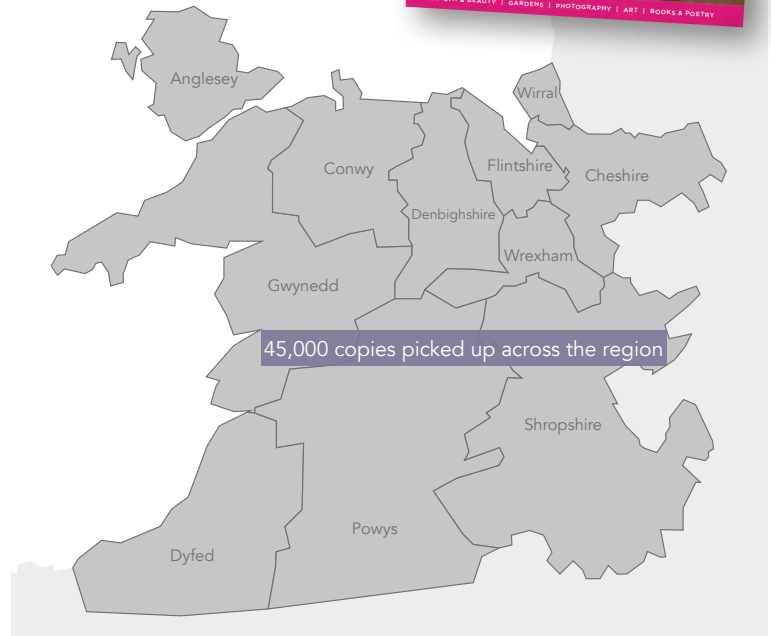 & BEAUTY | GARDENS | PHOTOGRAPHY | ART | BOOKS & POETRY
Anglesey
Wirral
Conwy
Flintshire
Cheshire
Denbighshire
Wrexham
Gwynedd
45,000 copies picked up across the region
Shropshire
Powys
Dyfed